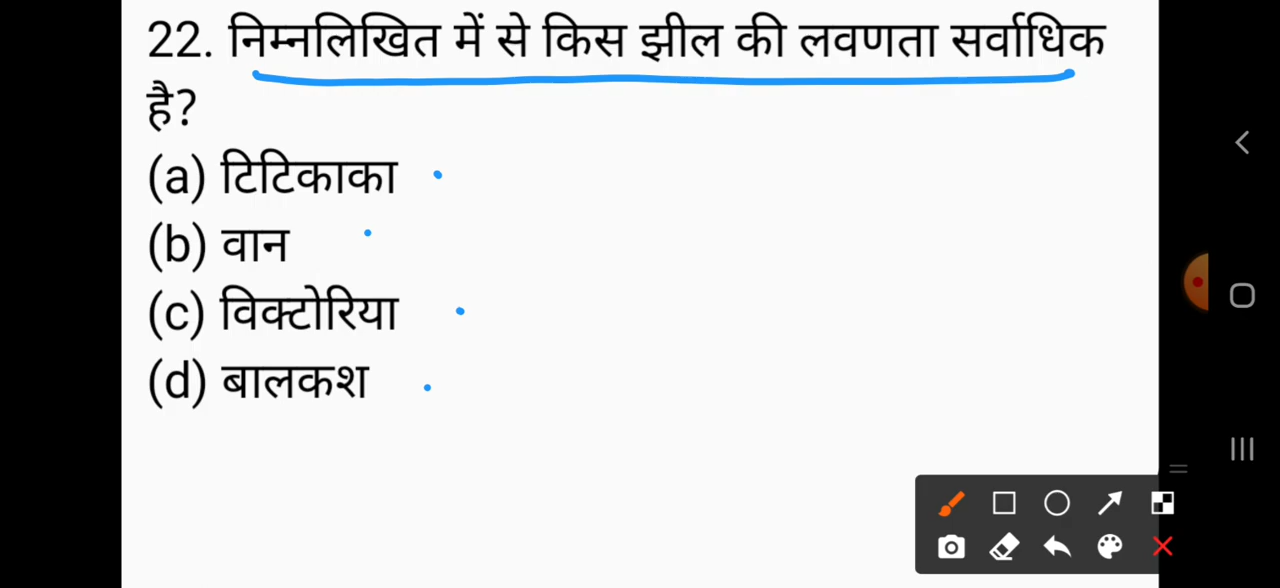 22. निम्नलिखित में से किस झील की लवणता सर्वाधिक
है?
(a) टिटिकाका
(b) वान
(c) विक्टोरिया
(d) बालकश